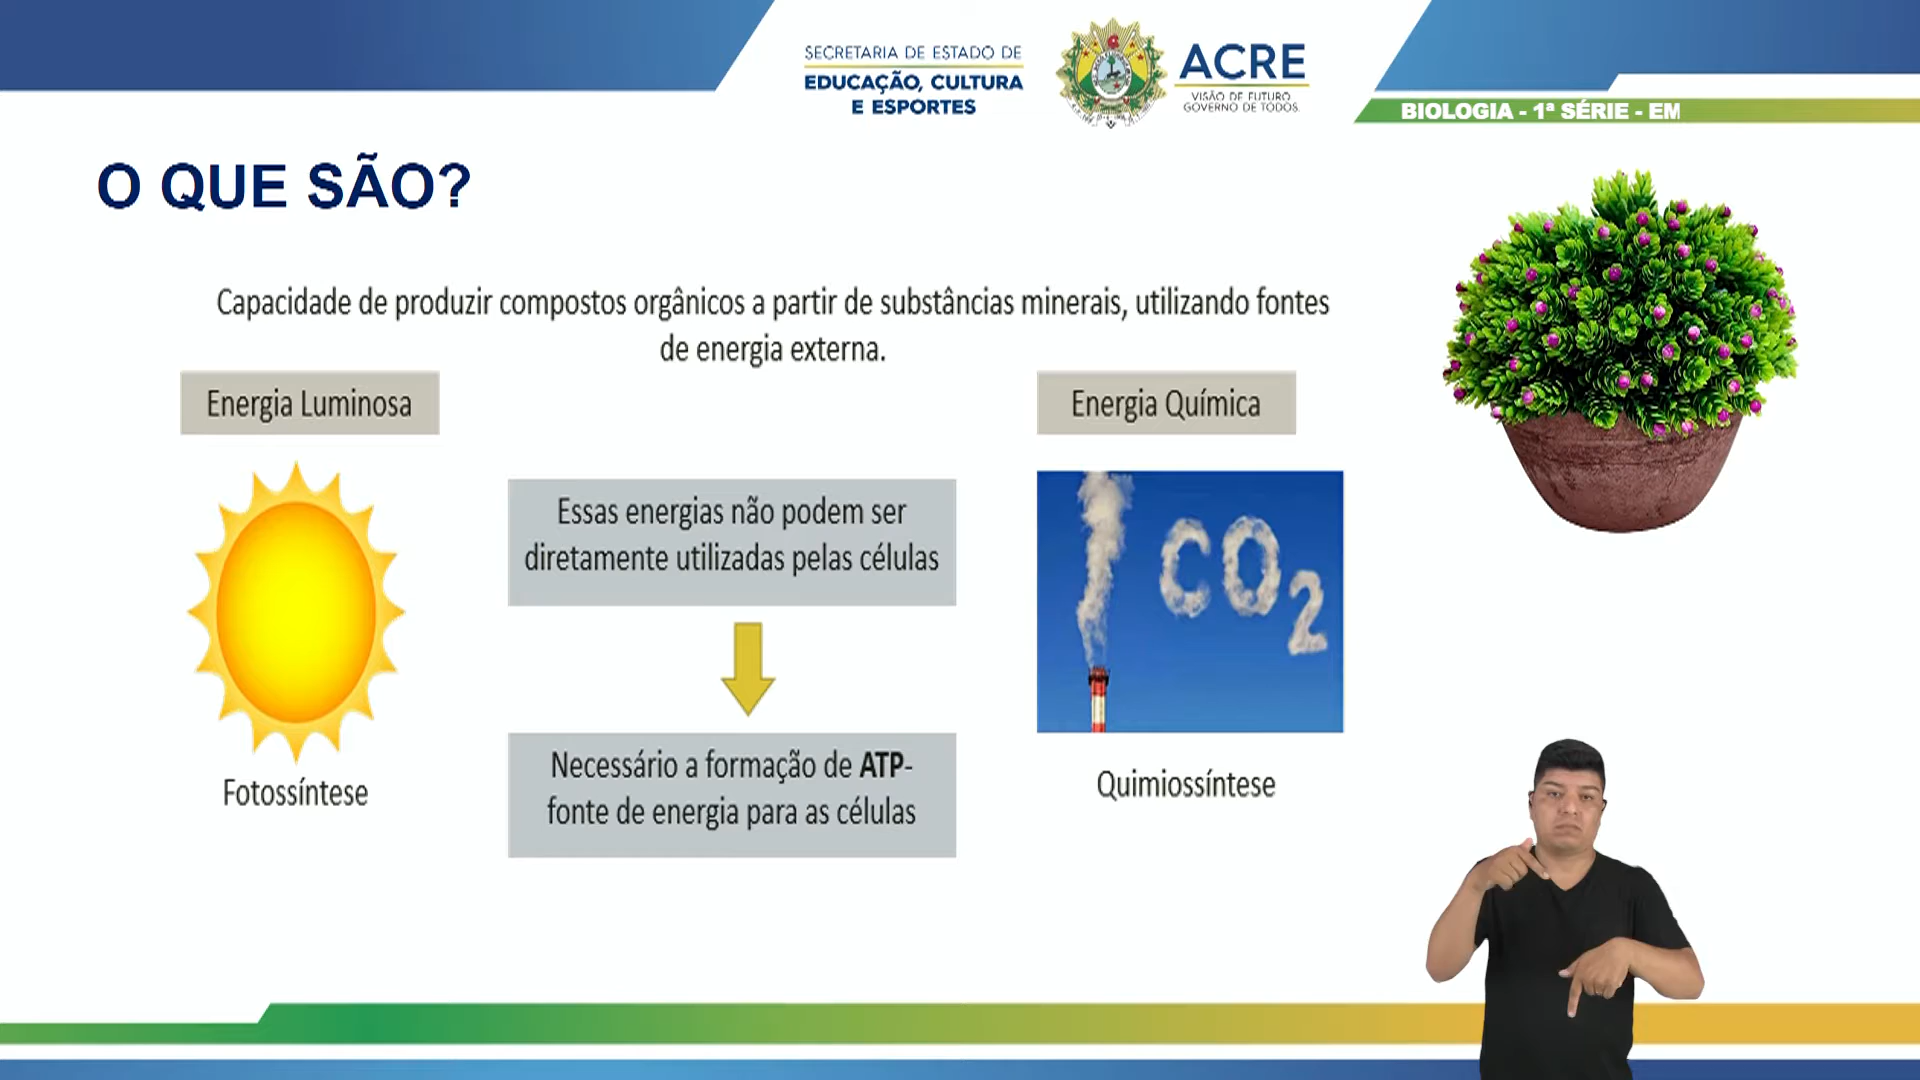 SECRETARIA DE ESTADO DE
EDUCAÇÃO, CULTURA
E ESPORTES
ACRE
VISÃO DE FUTURO
GOVERNO DE TODOS.
BIOLOGIA - 1ª SÉRIE - EM
O QUE SÃO?
Capacidade de produzir compostos orgânicos a partir de substâncias minerais, utilizando fontes
de energia externa.
Energia Luminosa
Energia Química
Essas energias não podem ser
diretamente utilizadas pelas células
CO2
Necessário a formação de ATP-
fonte de energia para as células
Fotossíntese
Quimiossíntese